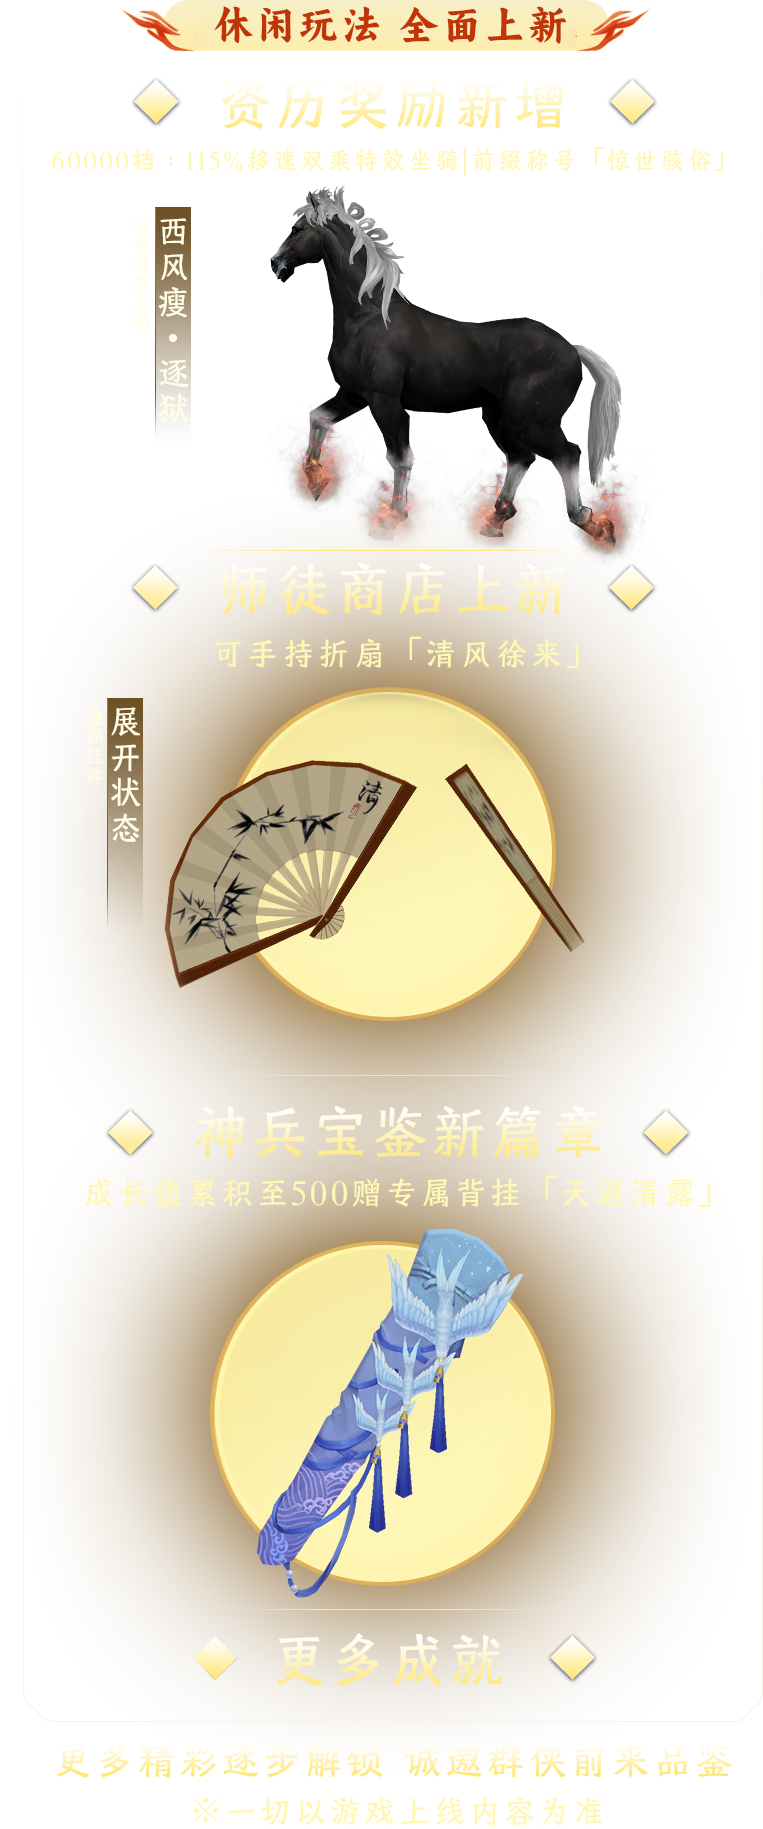 休闲玩法 全面上新
资历奖励新增
60000档：115%移速双乘特效坐骑|前缀称号「惊世骇俗」
西风瘦·逐狱
师徒商店上新
可手持折扇「清风徐来」
展开状态
清
神兵宝鉴新篇章
成长值累积至500赠专属背挂「天涯清露」
更多成就
更多精彩逐步解锁 诚邀群侠前来品鉴
※一切以游戏上线内容为准